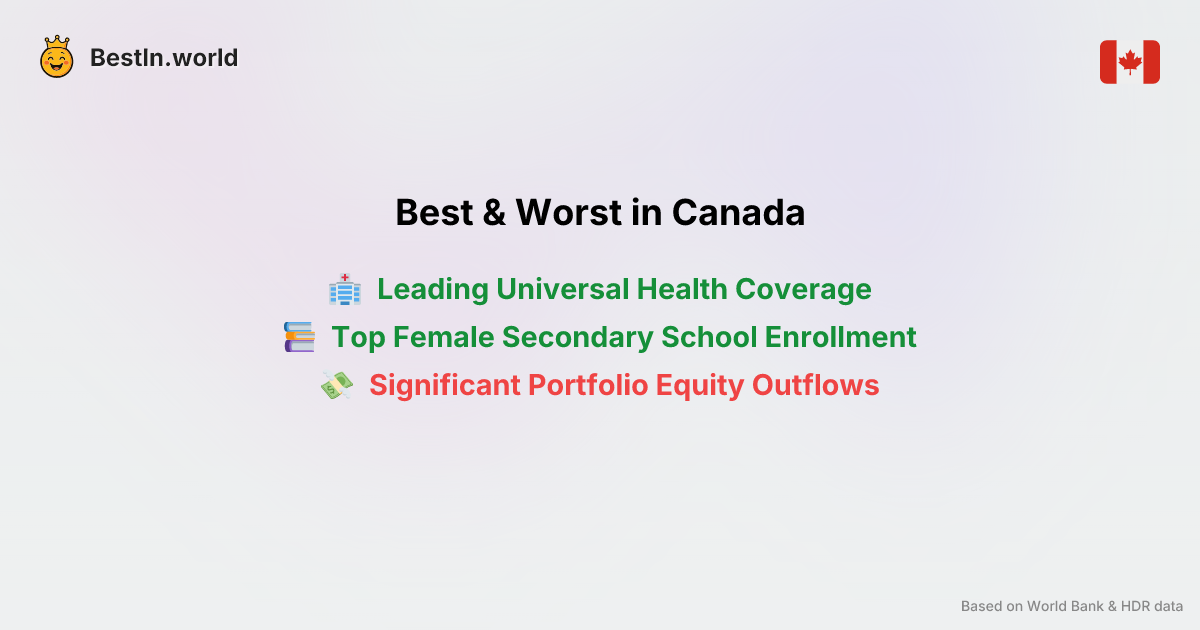 BestIn.world
Best & Worst in Canada
Leading Universal Health Coverage
Top Female Secondary School Enrollment
Significant Portfolio Equity Outflows
Based on World Bank & HDR data